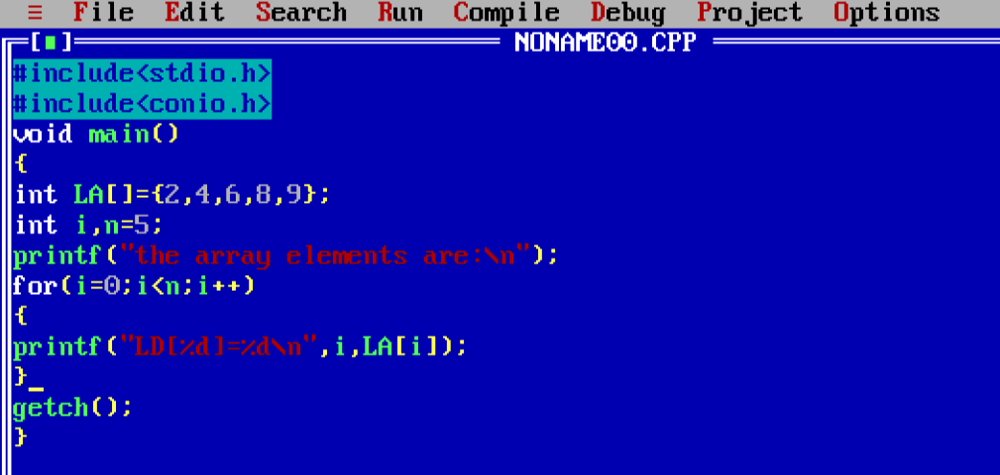 ≡ File Edit Search Run Compile Debug Project Options
[■] NONAME00.CPP
#include<stdio.h>
#include<conio.h>
void main()
{
int LA[]={2,4,6,8,9};
int i,n=5;
printf("the array elements are:\n");
for(i=0;i<n;i++)
{
printf("LD[%d]=%d\n",i,LA[i]);
}_
getch();
}